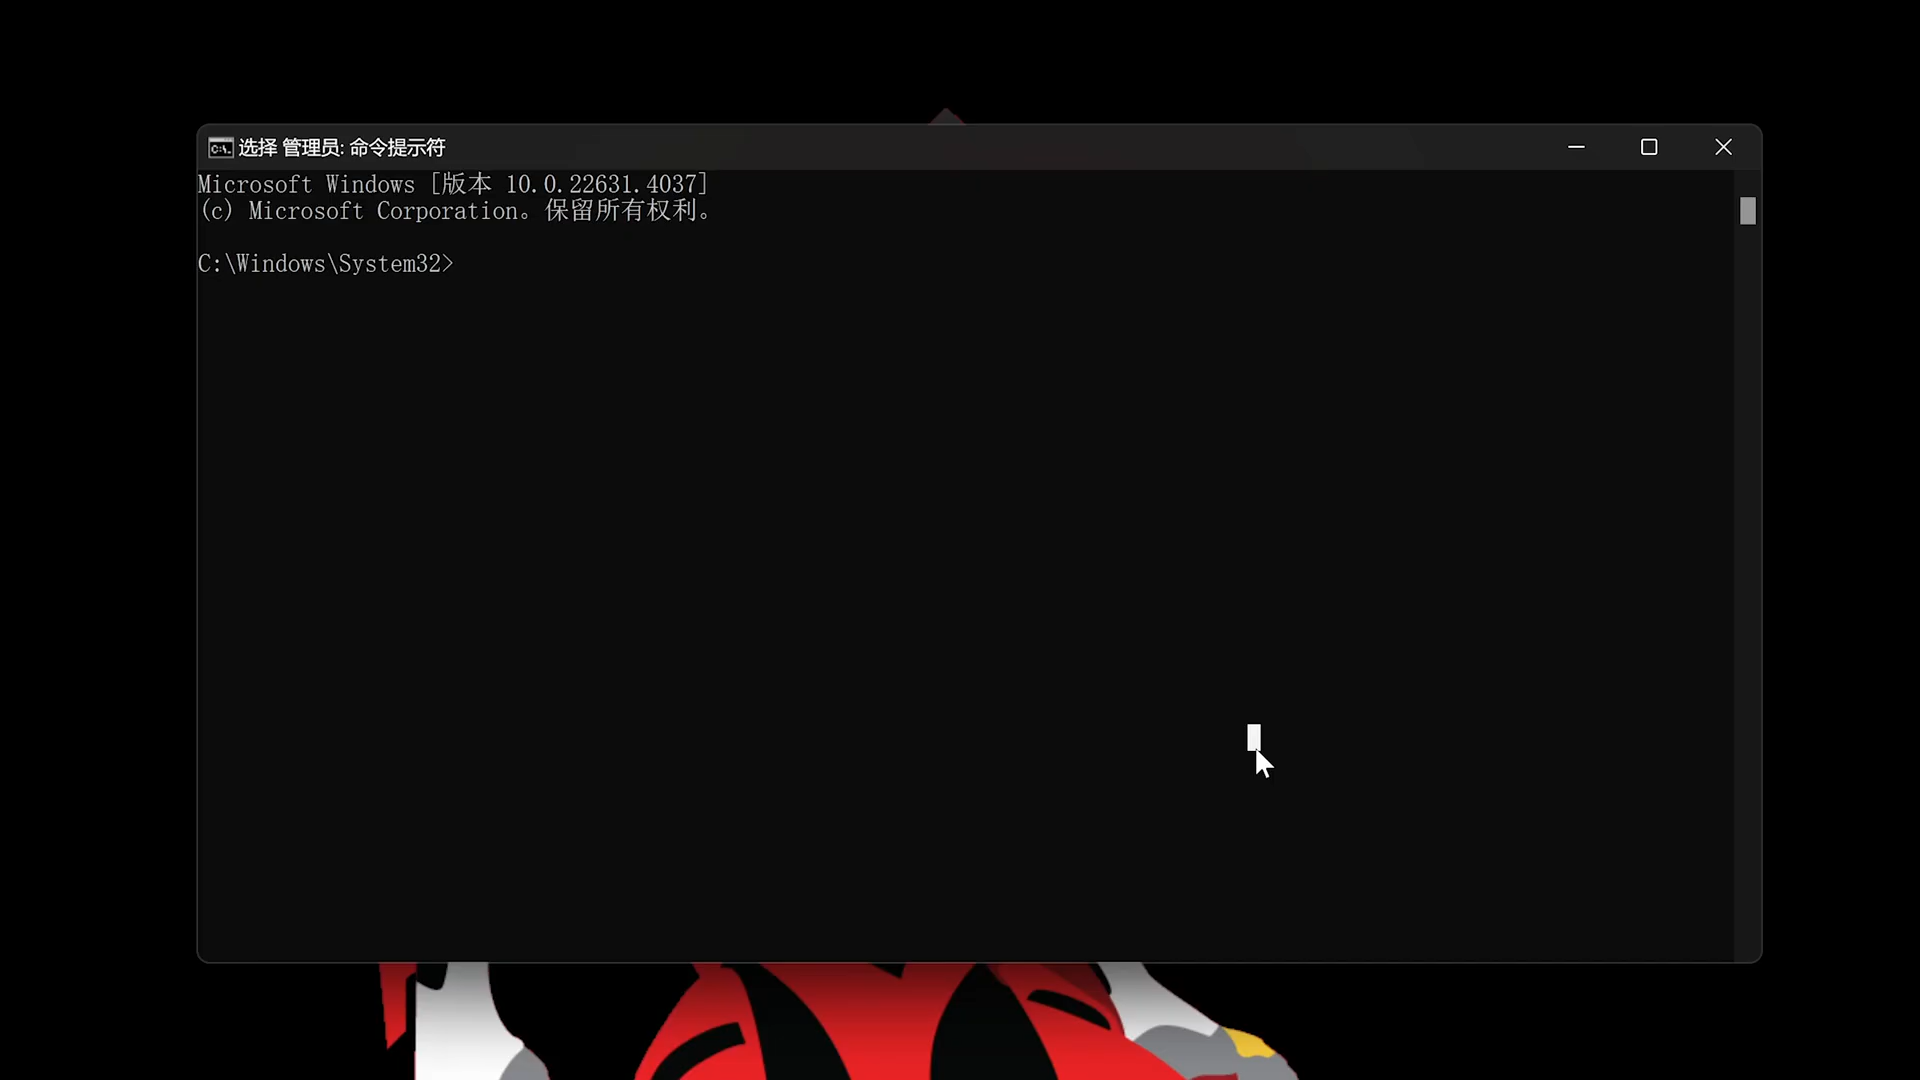 选择 管理员: 命令提示符
Microsoft Windows [版本 10.0.22631.4037]
(c) Microsoft Corporation。保留所有权利。
C:\Windows\System32>